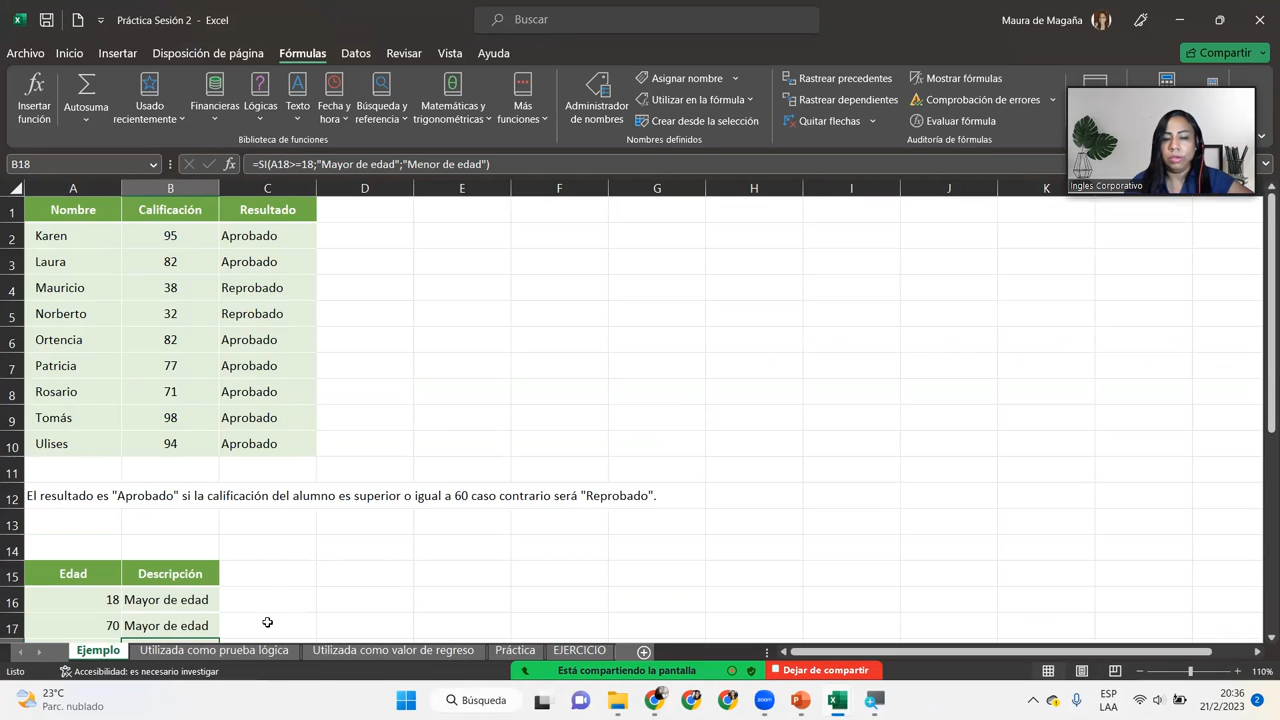 Práctica Sesión 2 - Excel
Buscar
Maura de Magaña
Archivo Inicio Insertar Disposición de página Fórmulas Datos Revisar Vista Ayuda
Compartir
Insertar función
Autosuma
Usado recientemente
Financieras
Lógicas
Texto
Fecha y hora
Búsqueda y referencia
Matemáticas y trigonométricas
Más funciones
Biblioteca de funciones
Administrador de nombres
Asignar nombre
Utilizar en la fórmula
Crear desde la selección
Nombres definidos
Rastrear precedentes
Rastrear dependientes
Quitar flechas
Mostrar fórmulas
Comprobación de errores
Evaluar fórmula
Auditoría de fórmulas
Ingles Corporativo
B18 fx =SI(A18>=18;"Mayor de edad";"Menor de edad")
A B C D E F G H I J K
1 Nombre Calificación Resultado
2 Karen 95 Aprobado
3 Laura 82 Aprobado
4 Mauricio 38 Reprobado
5 Norberto 32 Reprobado
6 Ortencia 82 Aprobado
7 Patricia 77 Aprobado
8 Rosario 71 Aprobado
9 Tomás 98 Aprobado
10 Ulises 94 Aprobado
11
12 El resultado es "Aprobado" si la calificación del alumno es superior o igual a 60 caso contrario será "Reprobado".
13
14
15 Edad Descripción
16 18 Mayor de edad
17 70 Mayor de edad
Ejemplo Utilizada como prueba lógica Utilizada como valor de regreso Práctica EJERCICIO
Listo Accesibilidad: es necesario investigar
Está compartiendo la pantalla
Dejar de compartir
110%
23°C
Parc. nublado
Búsqueda
zoom
ESP
LAA
20:36
21/2/2023
2